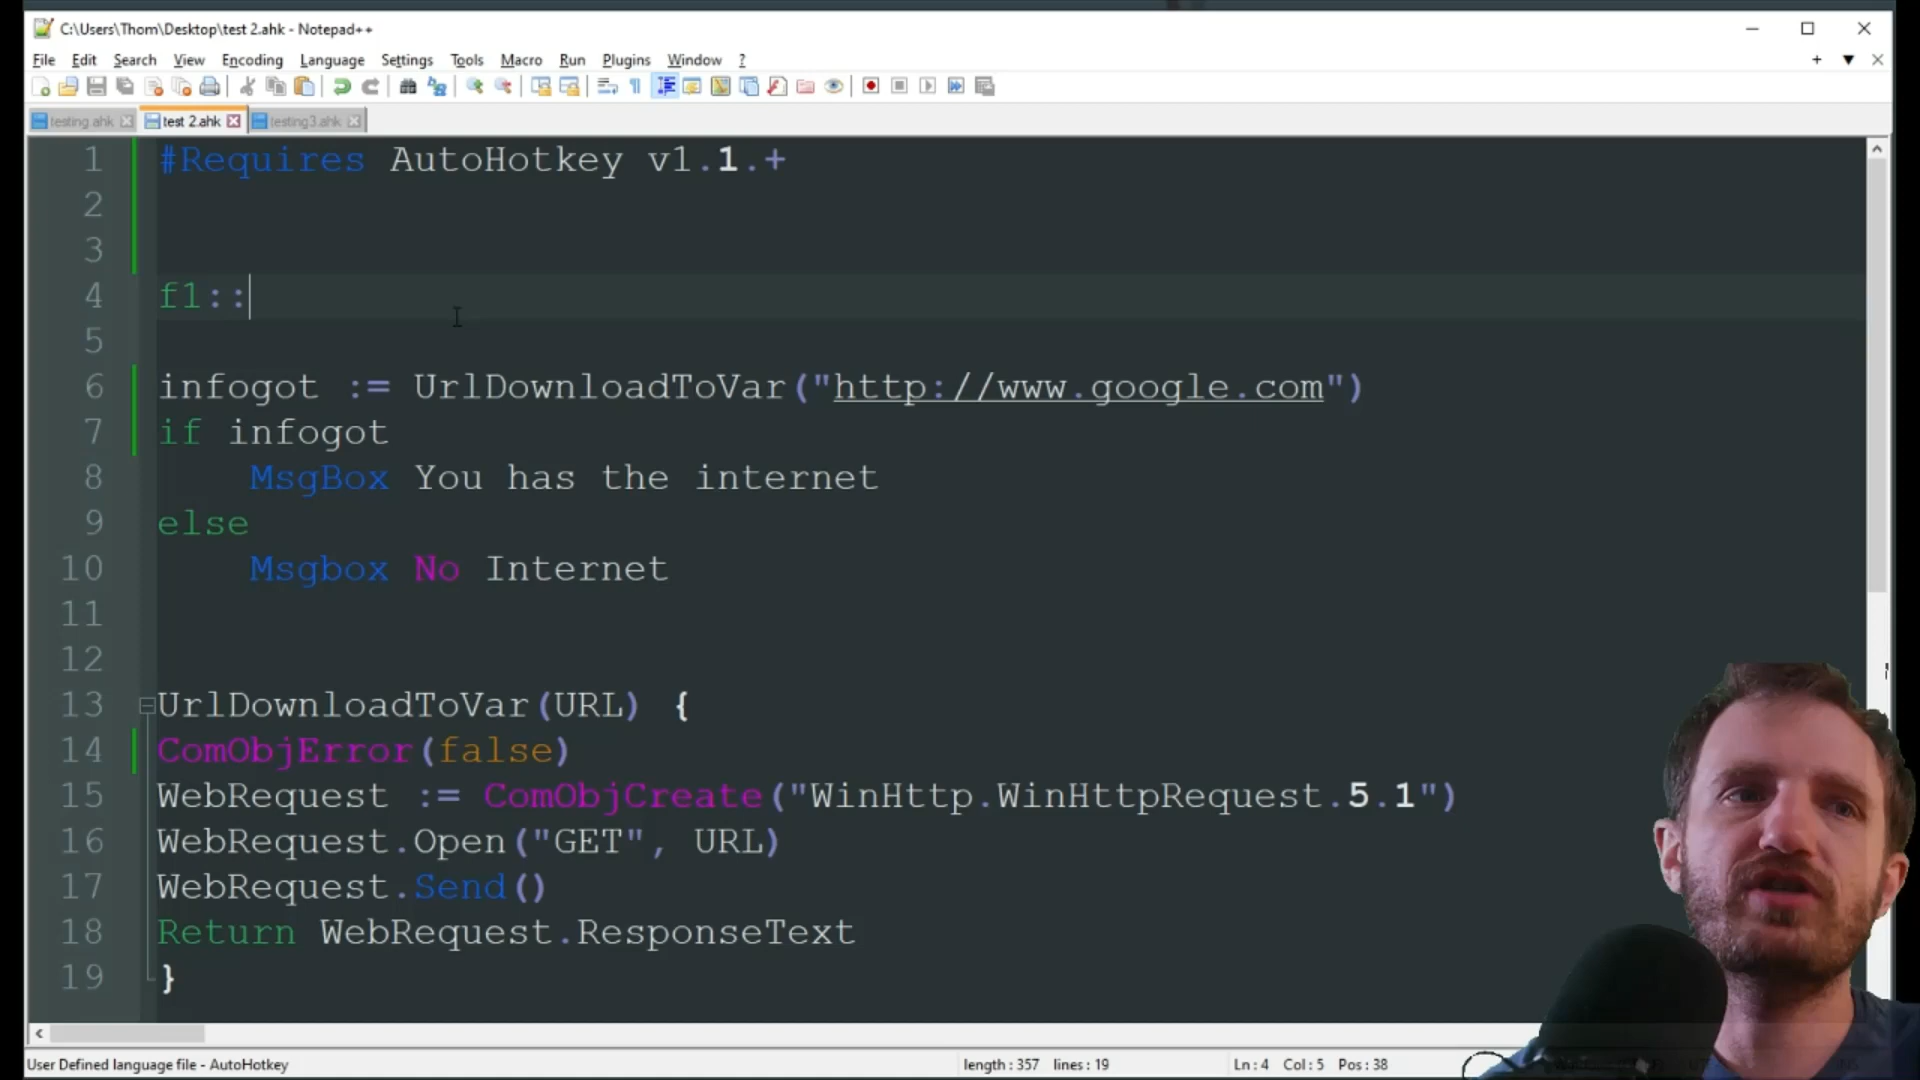 C:\Users\Thom\Desktop\test 2.ahk - Notepad++
File Edit Search View Encoding Language Settings Tools Macro Run Plugins Window ?
testing.ahk test 2.ahk testing3.ahk
1 #Requires AutoHotkey v1.1.+
2
3
4 f1::
5
6 infogot := UrlDownloadToVar("http://www.google.com")
7 if infogot
8 MsgBox You has the internet
9 else
10 Msgbox No Internet
11
12
13 UrlDownloadToVar(URL) {
14 ComObjError(false)
15 WebRequest := ComObjCreate("WinHttp.WinHttpRequest.5.1")
16 WebRequest.Open("GET", URL)
17 WebRequest.Send()
18 Return WebRequest.ResponseText
19 }
User Defined language file - AutoHotkey length : 357 lines : 19 Ln : 4 Col : 5 Pos : 38